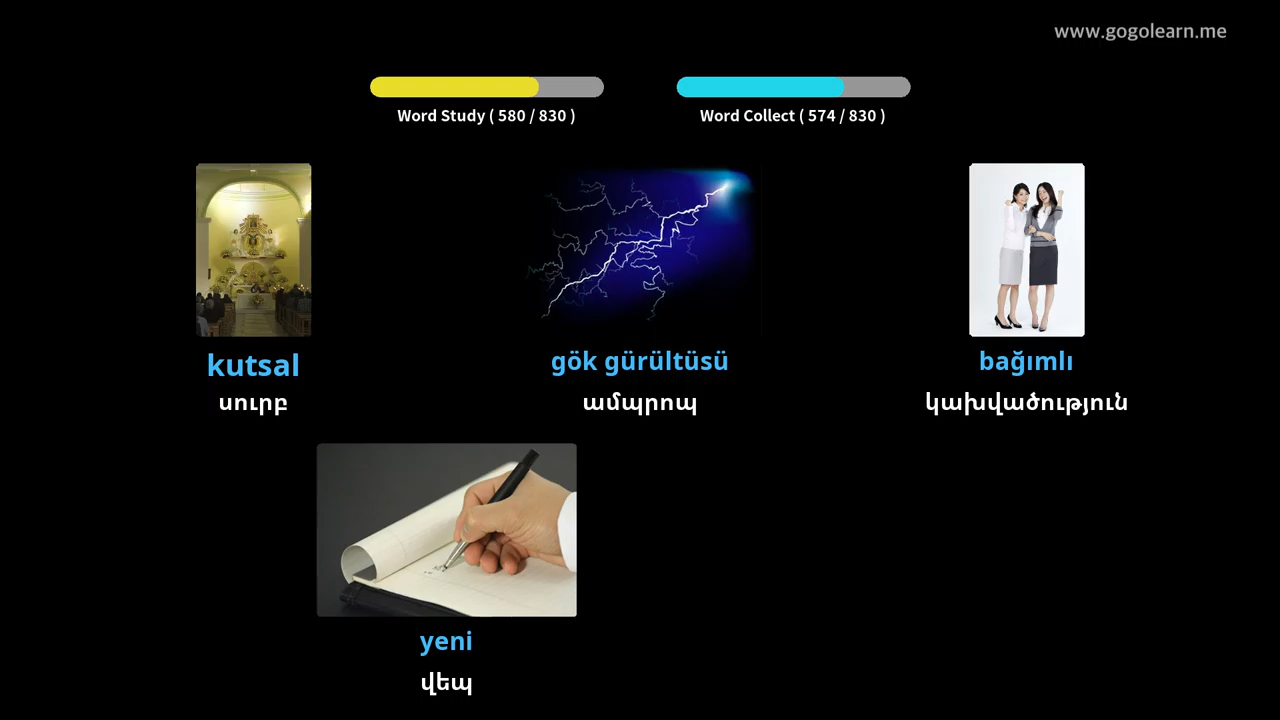 www.gogolearn.me
Word Study ( 580 / 830 )
Word Collect ( 574 / 830 )
kutsal
սուրբ
gök gürültüsü
ամպրոպ
bağımlı
կախվածություն
yeni
վեպ